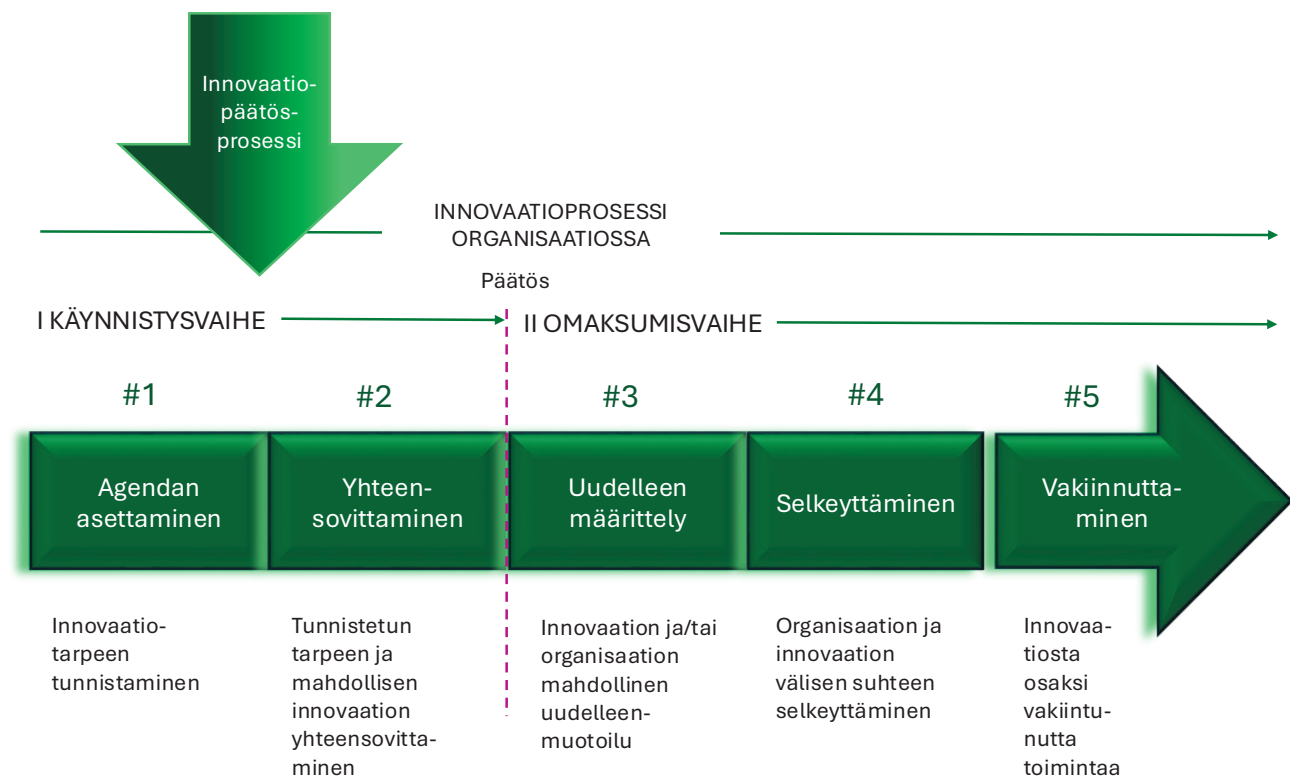 Innovaatio-
päätös-
prosessi
INNOVAATIOPROSESSI
ORGANISAATIOSSA
Päätös
I KÄYNNISTYSVAIHE
II OMAKSUMISVAIHE
#1
#2
#3
#4
#5
Agendan
asettaminen
Yhteen-
sovittaminen
Uudelleen
määrittely
Selkeyttäminen
Vakiinnutta-
minen
Innovaatio-
tarpeen
tunnistaminen
Tunnistetun
tarpeen ja
mahdollisen
innovaation
yhteensovitta-
minen
Innovaation ja/tai
organisaation
mahdollinen
uudelleen-
muotoilu
Organisaation ja
innovaation
välisen suhteen
selkeyttäminen
Innovaa-
tiosta
osaksi
vakiintu-
nutta
toimintaa